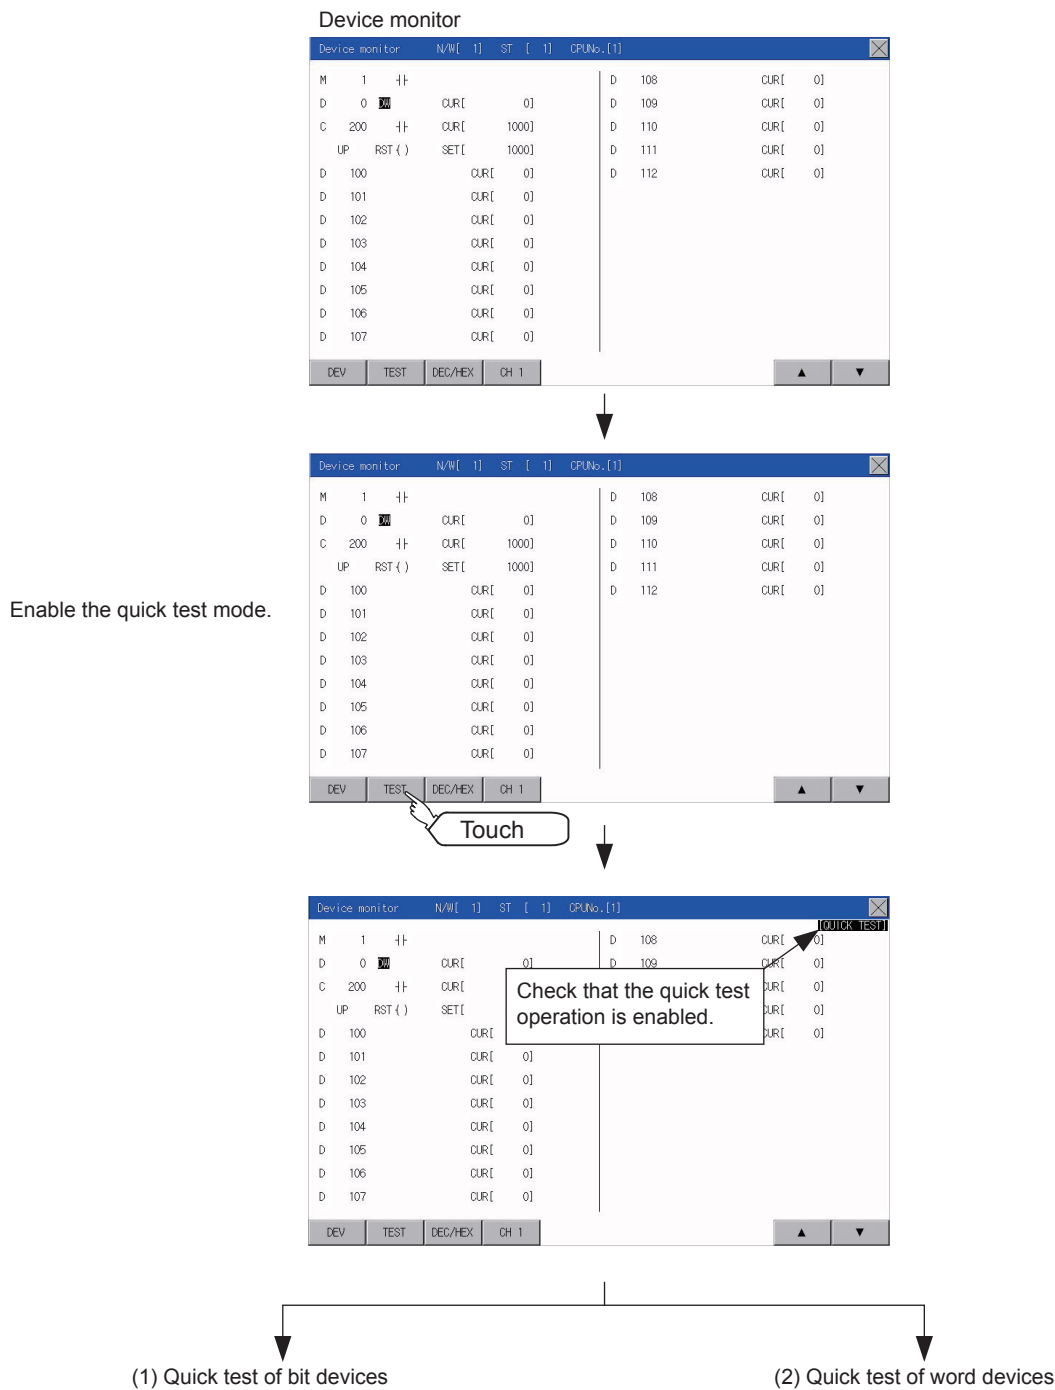 Device monitor
Device monitor N/W[ 1] ST [ 1] CPUNo.[1]
M 1 ┤├
D 0 DW CUR[ 0]
C 200 ┤├ CUR[ 1000]
UP RST( ) SET[ 1000]
D 100 CUR[ 0]
D 101 CUR[ 0]
D 102 CUR[ 0]
D 103 CUR[ 0]
D 104 CUR[ 0]
D 105 CUR[ 0]
D 106 CUR[ 0]
D 107 CUR[ 0]
D 108 CUR[ 0]
D 109 CUR[ 0]
D 110 CUR[ 0]
D 111 CUR[ 0]
D 112 CUR[ 0]
DEV TEST DEC/HEX CH 1 ▲ ▼
Enable the quick test mode.
Device monitor N/W[ 1] ST [ 1] CPUNo.[1]
M 1 ┤├
D 0 DW CUR[ 0]
C 200 ┤├ CUR[ 1000]
UP RST( ) SET[ 1000]
D 100 CUR[ 0]
D 101 CUR[ 0]
D 102 CUR[ 0]
D 103 CUR[ 0]
D 104 CUR[ 0]
D 105 CUR[ 0]
D 106 CUR[ 0]
D 107 CUR[ 0]
D 108 CUR[ 0]
D 109 CUR[ 0]
D 110 CUR[ 0]
D 111 CUR[ 0]
D 112 CUR[ 0]
DEV TEST DEC/HEX CH 1 ▲ ▼
Touch
Device monitor N/W[ 1] ST [ 1] CPUNo.[1]
[QUICK TEST]
M 1 ┤├
D 0 DW CUR[ 0]
C 200 ┤├ CUR[
UP RST( ) SET[
D 100 CUR[
D 101 CUR[ 0]
D 102 CUR[ 0]
D 103 CUR[ 0]
D 104 CUR[ 0]
D 105 CUR[ 0]
D 106 CUR[ 0]
D 107 CUR[ 0]
D 108 CUR[ 0]
D 109 CUR[ 0]
CUR[ 0]
CUR[ 0]
CUR[ 0]
Check that the quick test
operation is enabled.
DEV TEST DEC/HEX CH 1 ▲ ▼
(1) Quick test of bit devices
(2) Quick test of word devices